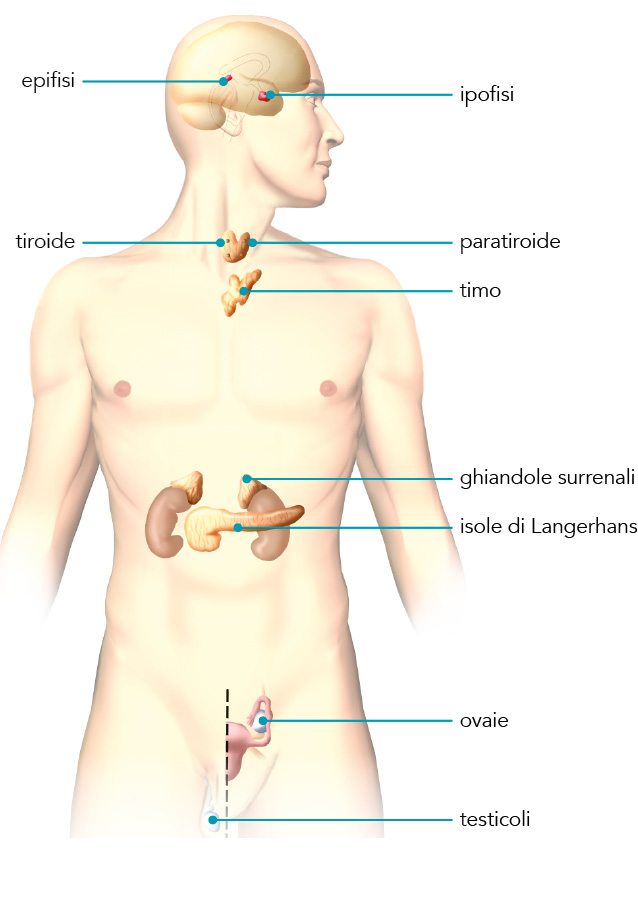 epifisi
ipofisi
tiroide
paratiroide
timo
ghiandole surrenali
isole di Langerhans
ovaie
testicoli